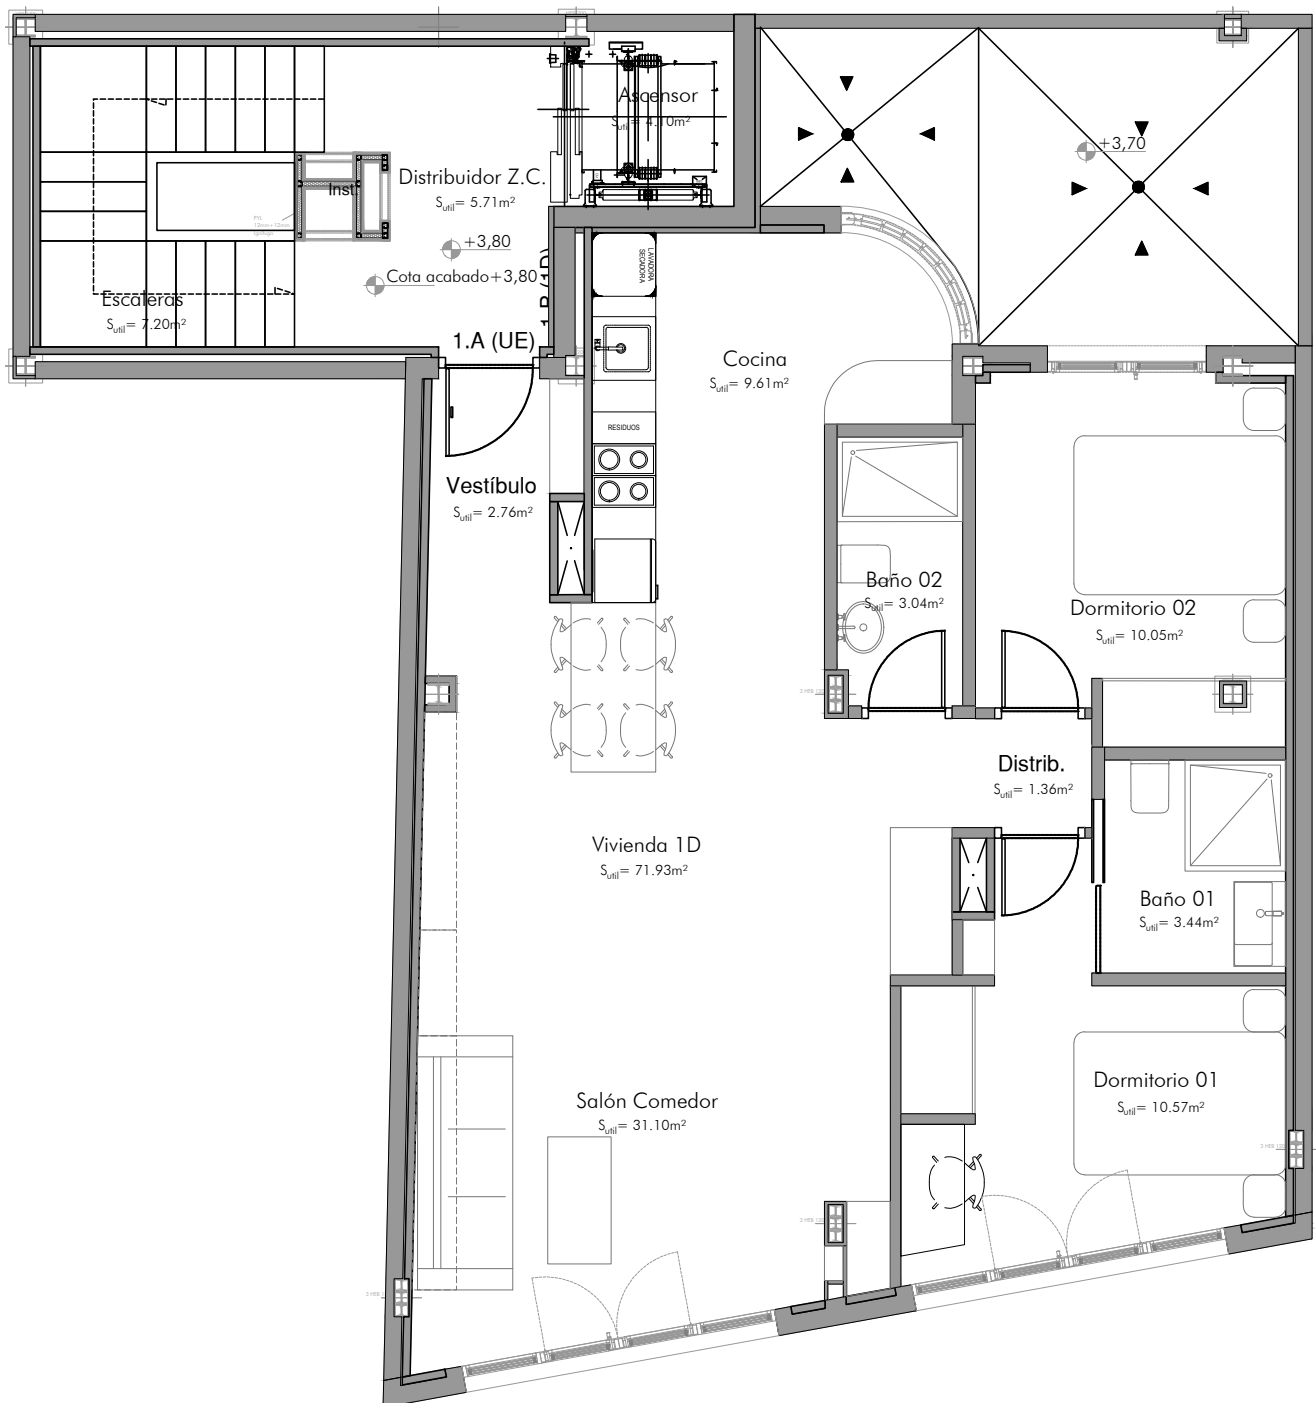 Ascensor
Sutil= 4.10m²
+3,70
Distribuidor Z.C.
Sutil= 5.71m²
Inst.
+3,80
Cota acabado+3,80
Escaleras
Sutil= 7.20m²
1.B (1D)
1.A (UE)
LAVADORA
SECADORA
Cocina
Sutil= 9.61m²
RESIDUOS
Vestíbulo
Sutil= 2.76m²
Baño 02
Sutil= 3.04m²
Dormitorio 02
Sutil= 10.05m²
Distrib.
Sutil= 1.36m²
Vivienda 1D
Sutil= 71.93m²
Baño 01
Sutil= 3.44m²
Dormitorio 01
Sutil= 10.57m²
Salón Comedor
Sutil= 31.10m²